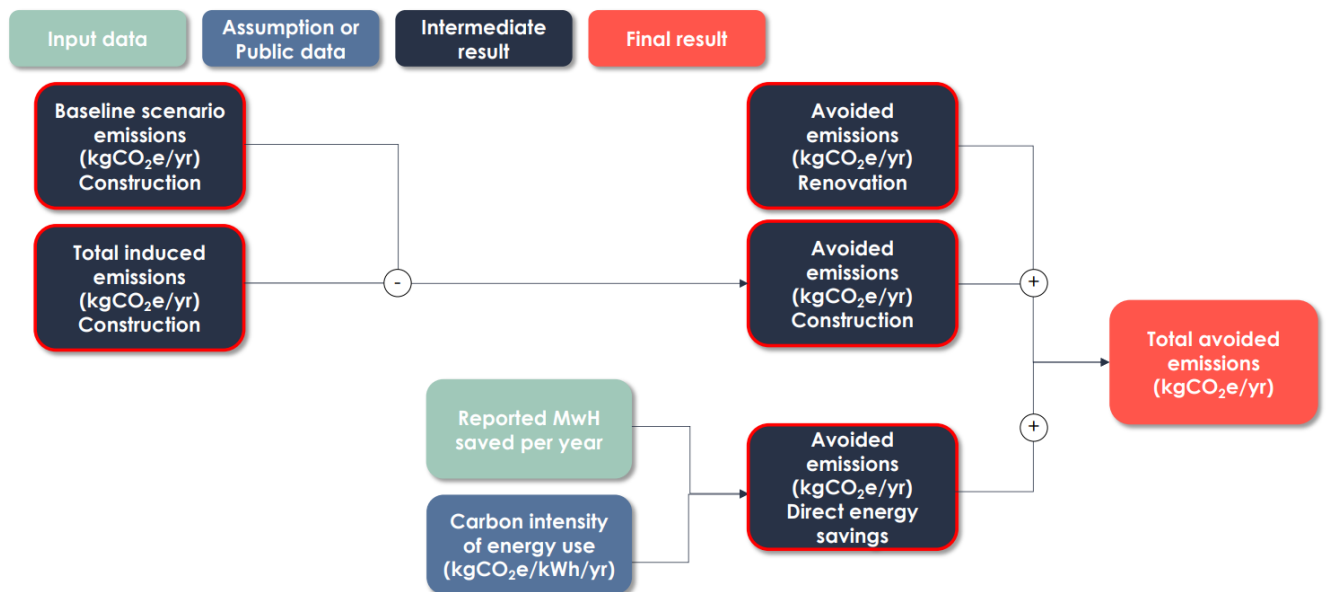 Input data
Assumption or
Public data
Intermediate
result
Final result
Baseline scenario
emissions
(kgCO₂e/yr)
Construction
Avoided
emissions
(kgCO₂e/yr)
Renovation
Total induced
emissions
(kgCO₂e/yr)
Construction
-
Avoided
emissions
(kgCO₂e/yr)
Construction
+
Total avoided
emissions
(kgCO₂e/yr)
Reported MwH
saved per year
+
Avoided
emissions
(kgCO₂e/yr)
Direct energy
savings
Carbon intensity
of energy use
(kgCO₂e/kWh/yr)